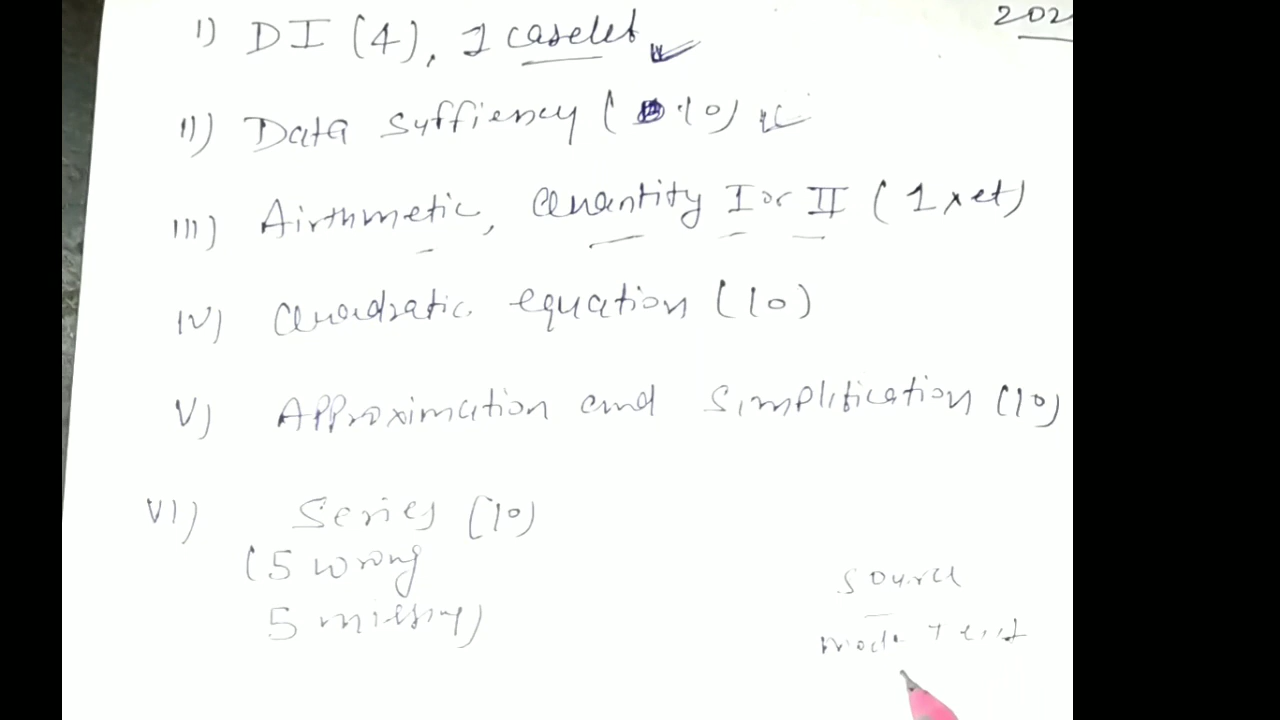 202
I) DI (4), 1 caselet
II) Data Suffiency ( 10)
III) Airthmetic, Quantity I or II (1 set)
IV) Quadratic equation (10)
V) Approximation and Simplification (10)
VI) Series (10)
(5 wrong
5 missing)
Source
mock test